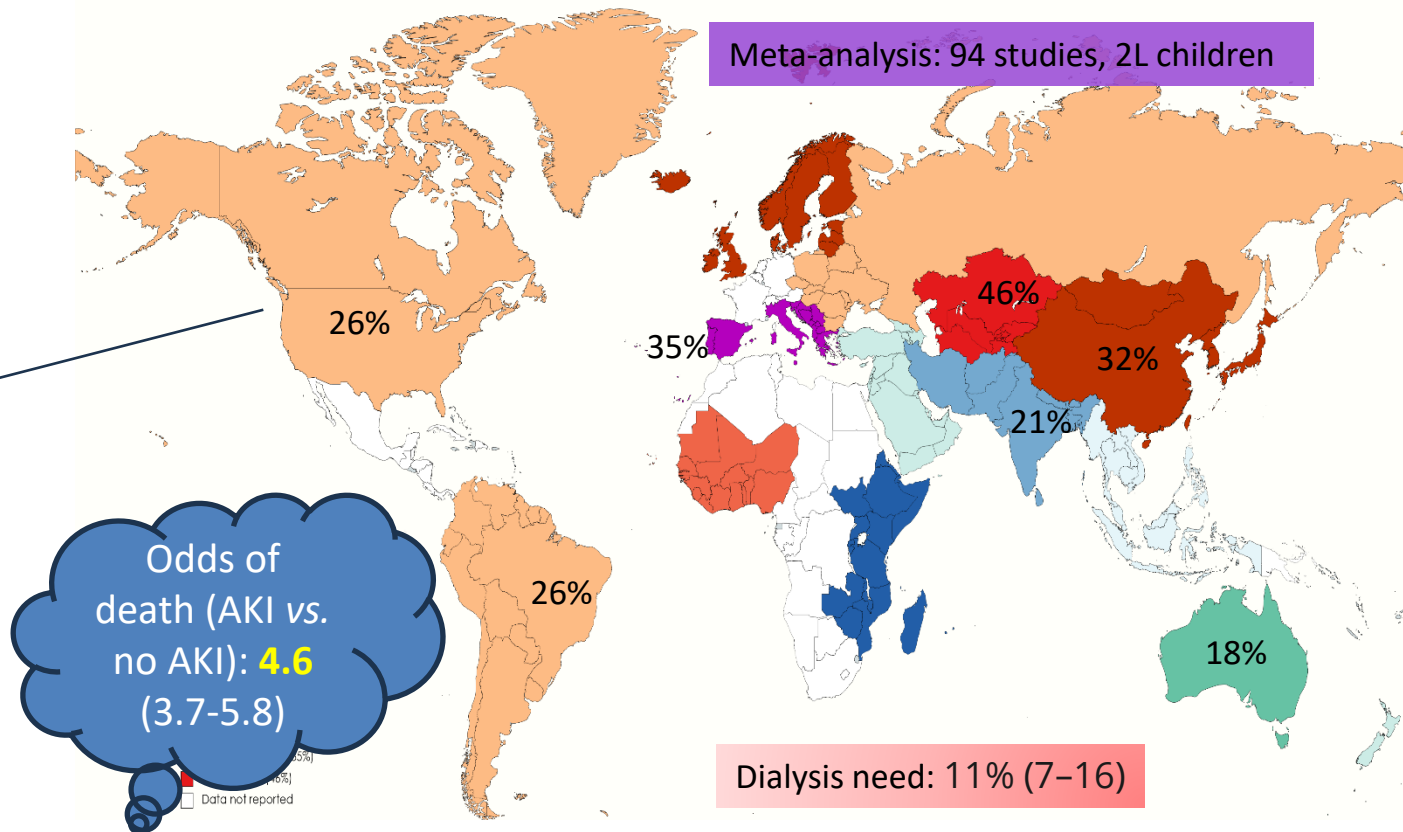 Meta-analysis: 94 studies, 2L children
46%
26%
35%
32%
21%
Odds of
death (AKI vs.
no AKI): 4.6
(3.7-5.8)
26%
18%
Dialysis need: 11% (7–16)
Data not reported